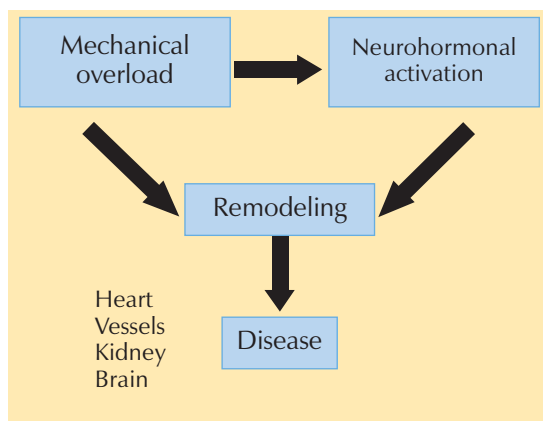 Mechanical
overload
Neurohormonal
activation
Remodeling
Heart
Vessels
Kidney
Brain
Disease